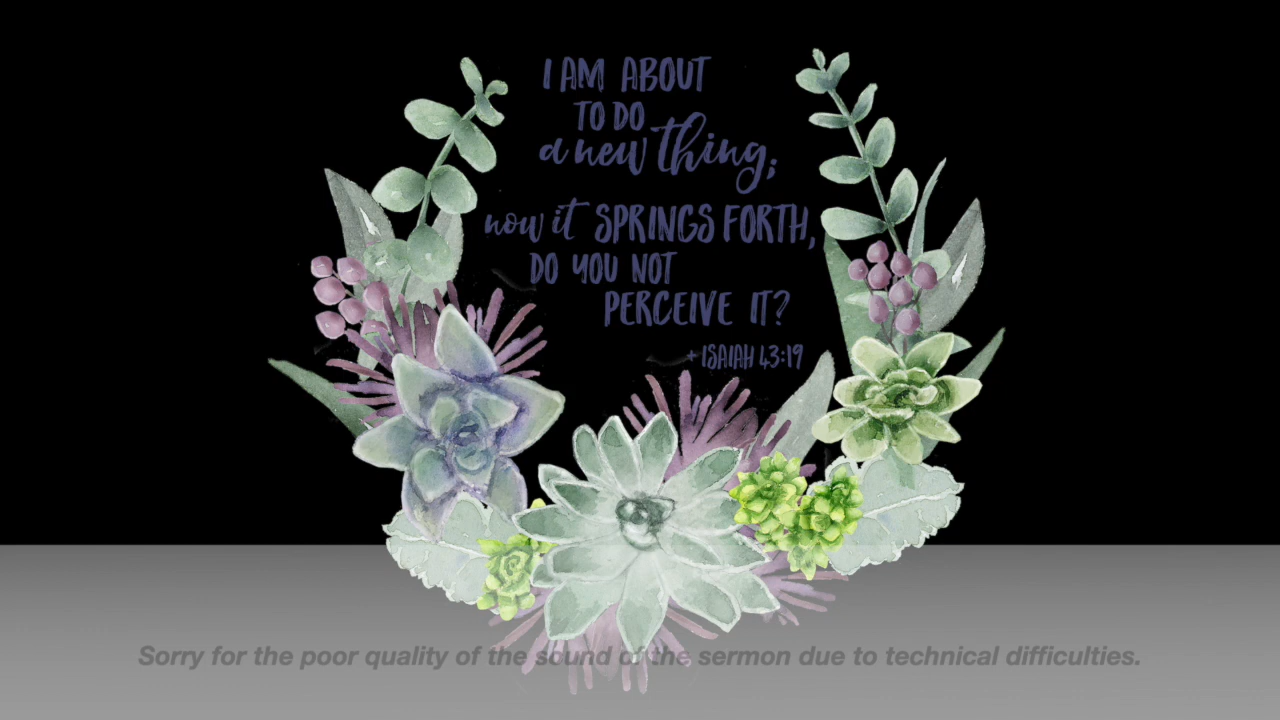 I AM ABOUT
TO DO
a new thing;
now it SPRINGS FORTH,
DO YOU NOT
PERCEIVE IT?
+ ISAIAH 43:19
Sorry for the poor quality of the sound of the sermon due to technical difficulties.